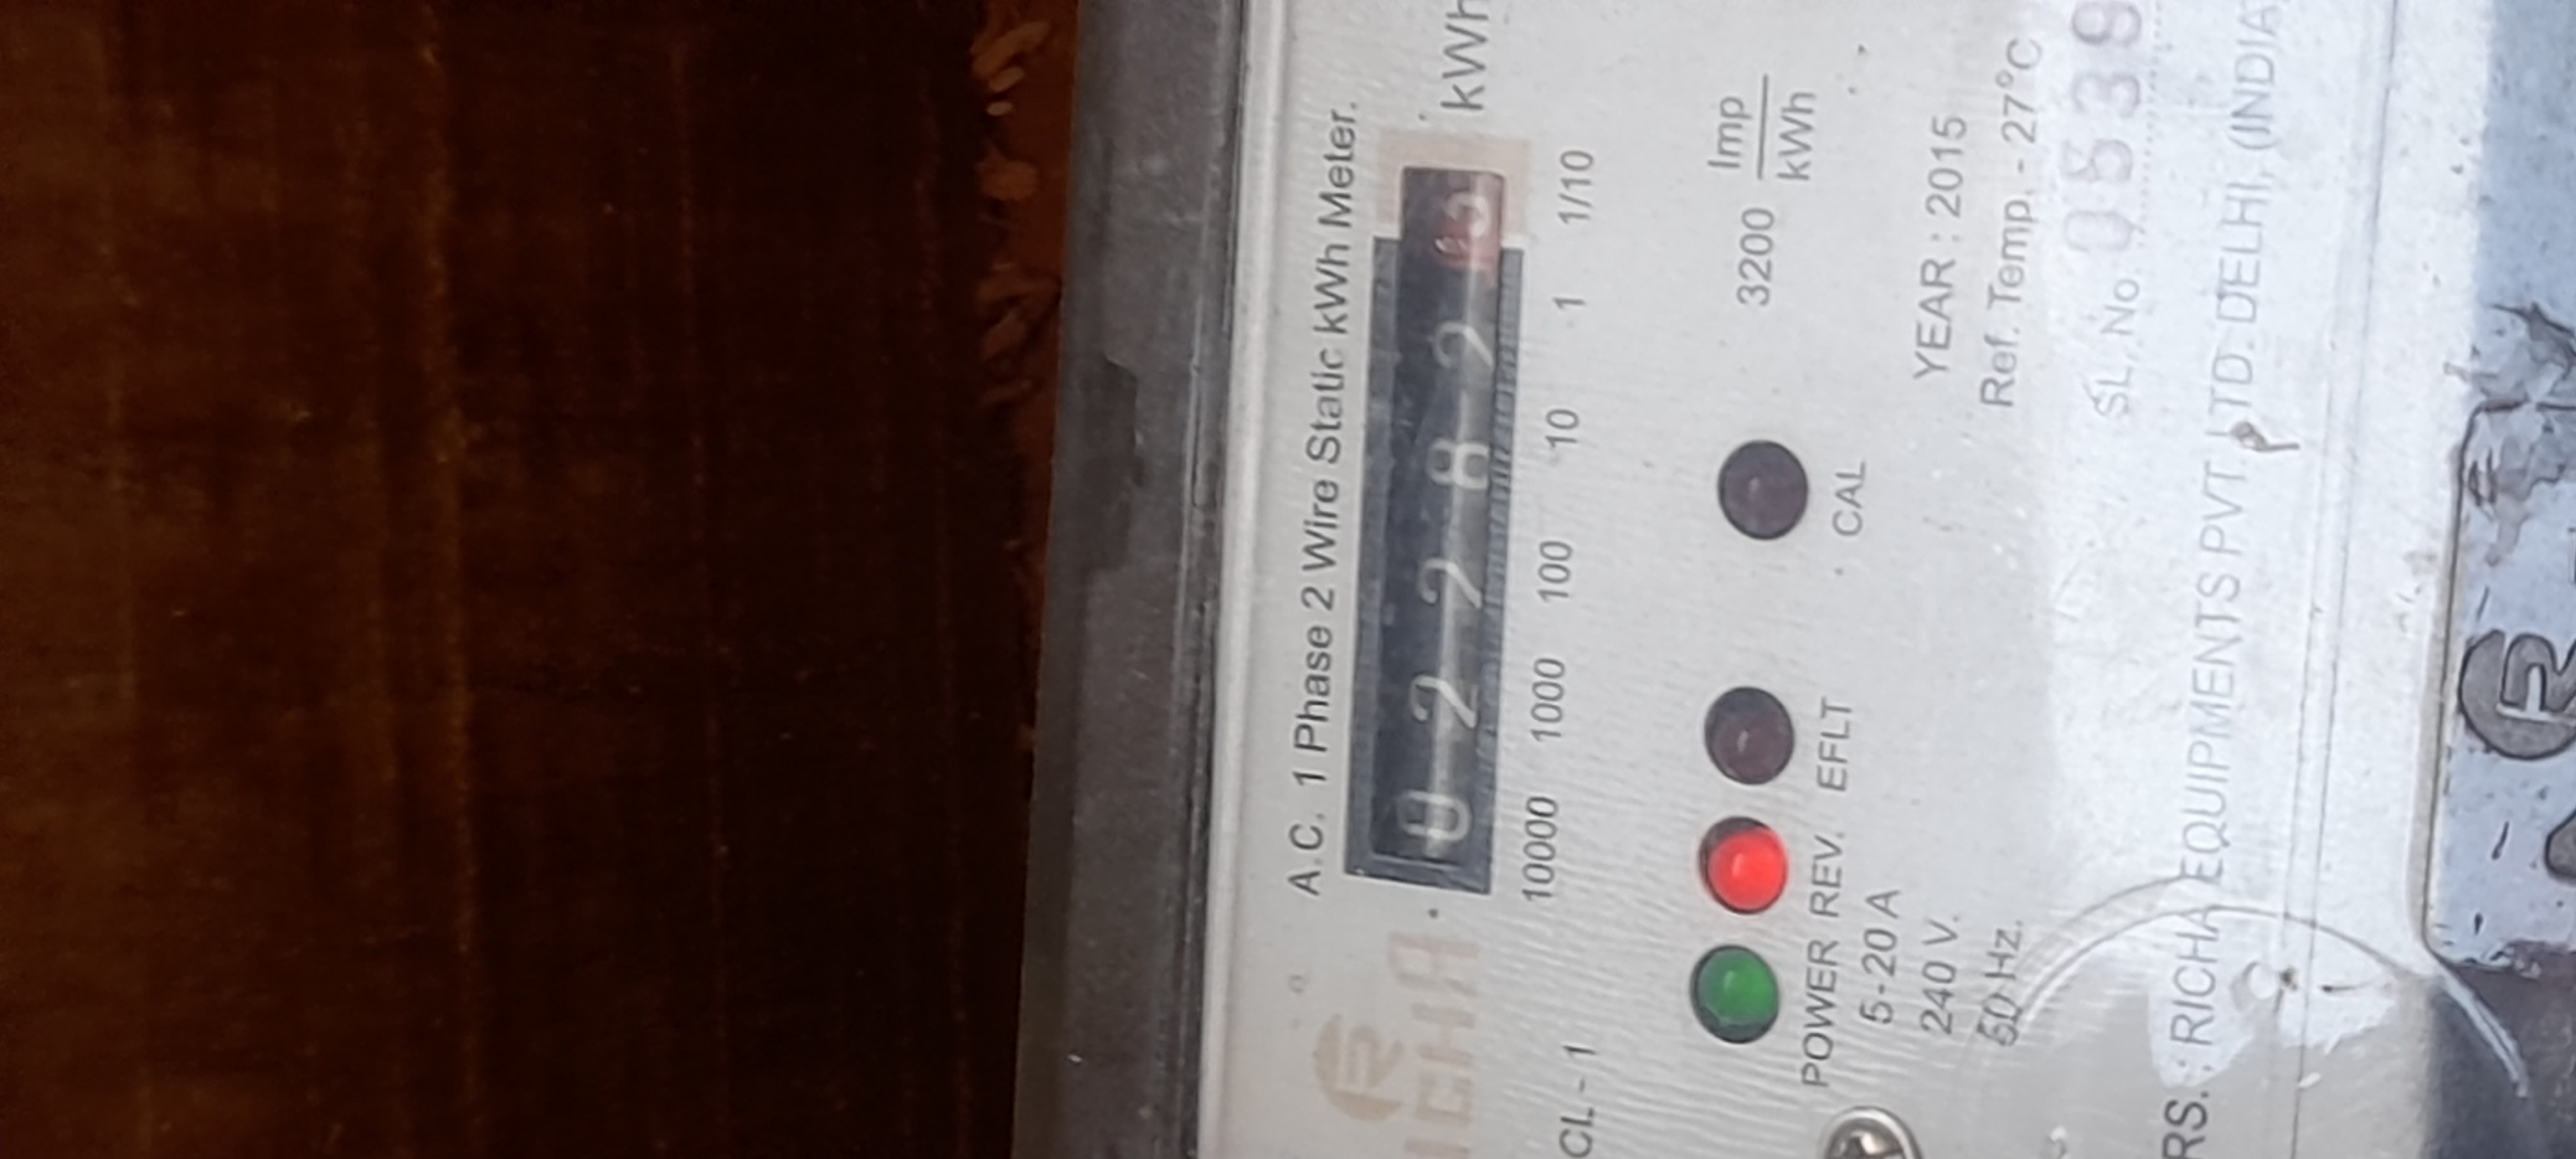 A.C. 1 Phase 2 Wire Static kWh Meter.
0 2 2 8 2 kWh
10000 1000 100 10 1 1/10
CL - 1
3200 Imp/kWh
POWER REV. EFLT CAL
5-20 A
240 V.
50 Hz.
YEAR : 2015
Ref. Temp. - 27°C
SL. No. 0539
RS. : RICHA EQUIPMENTS PVT. LTD. DELHI, (INDIA)